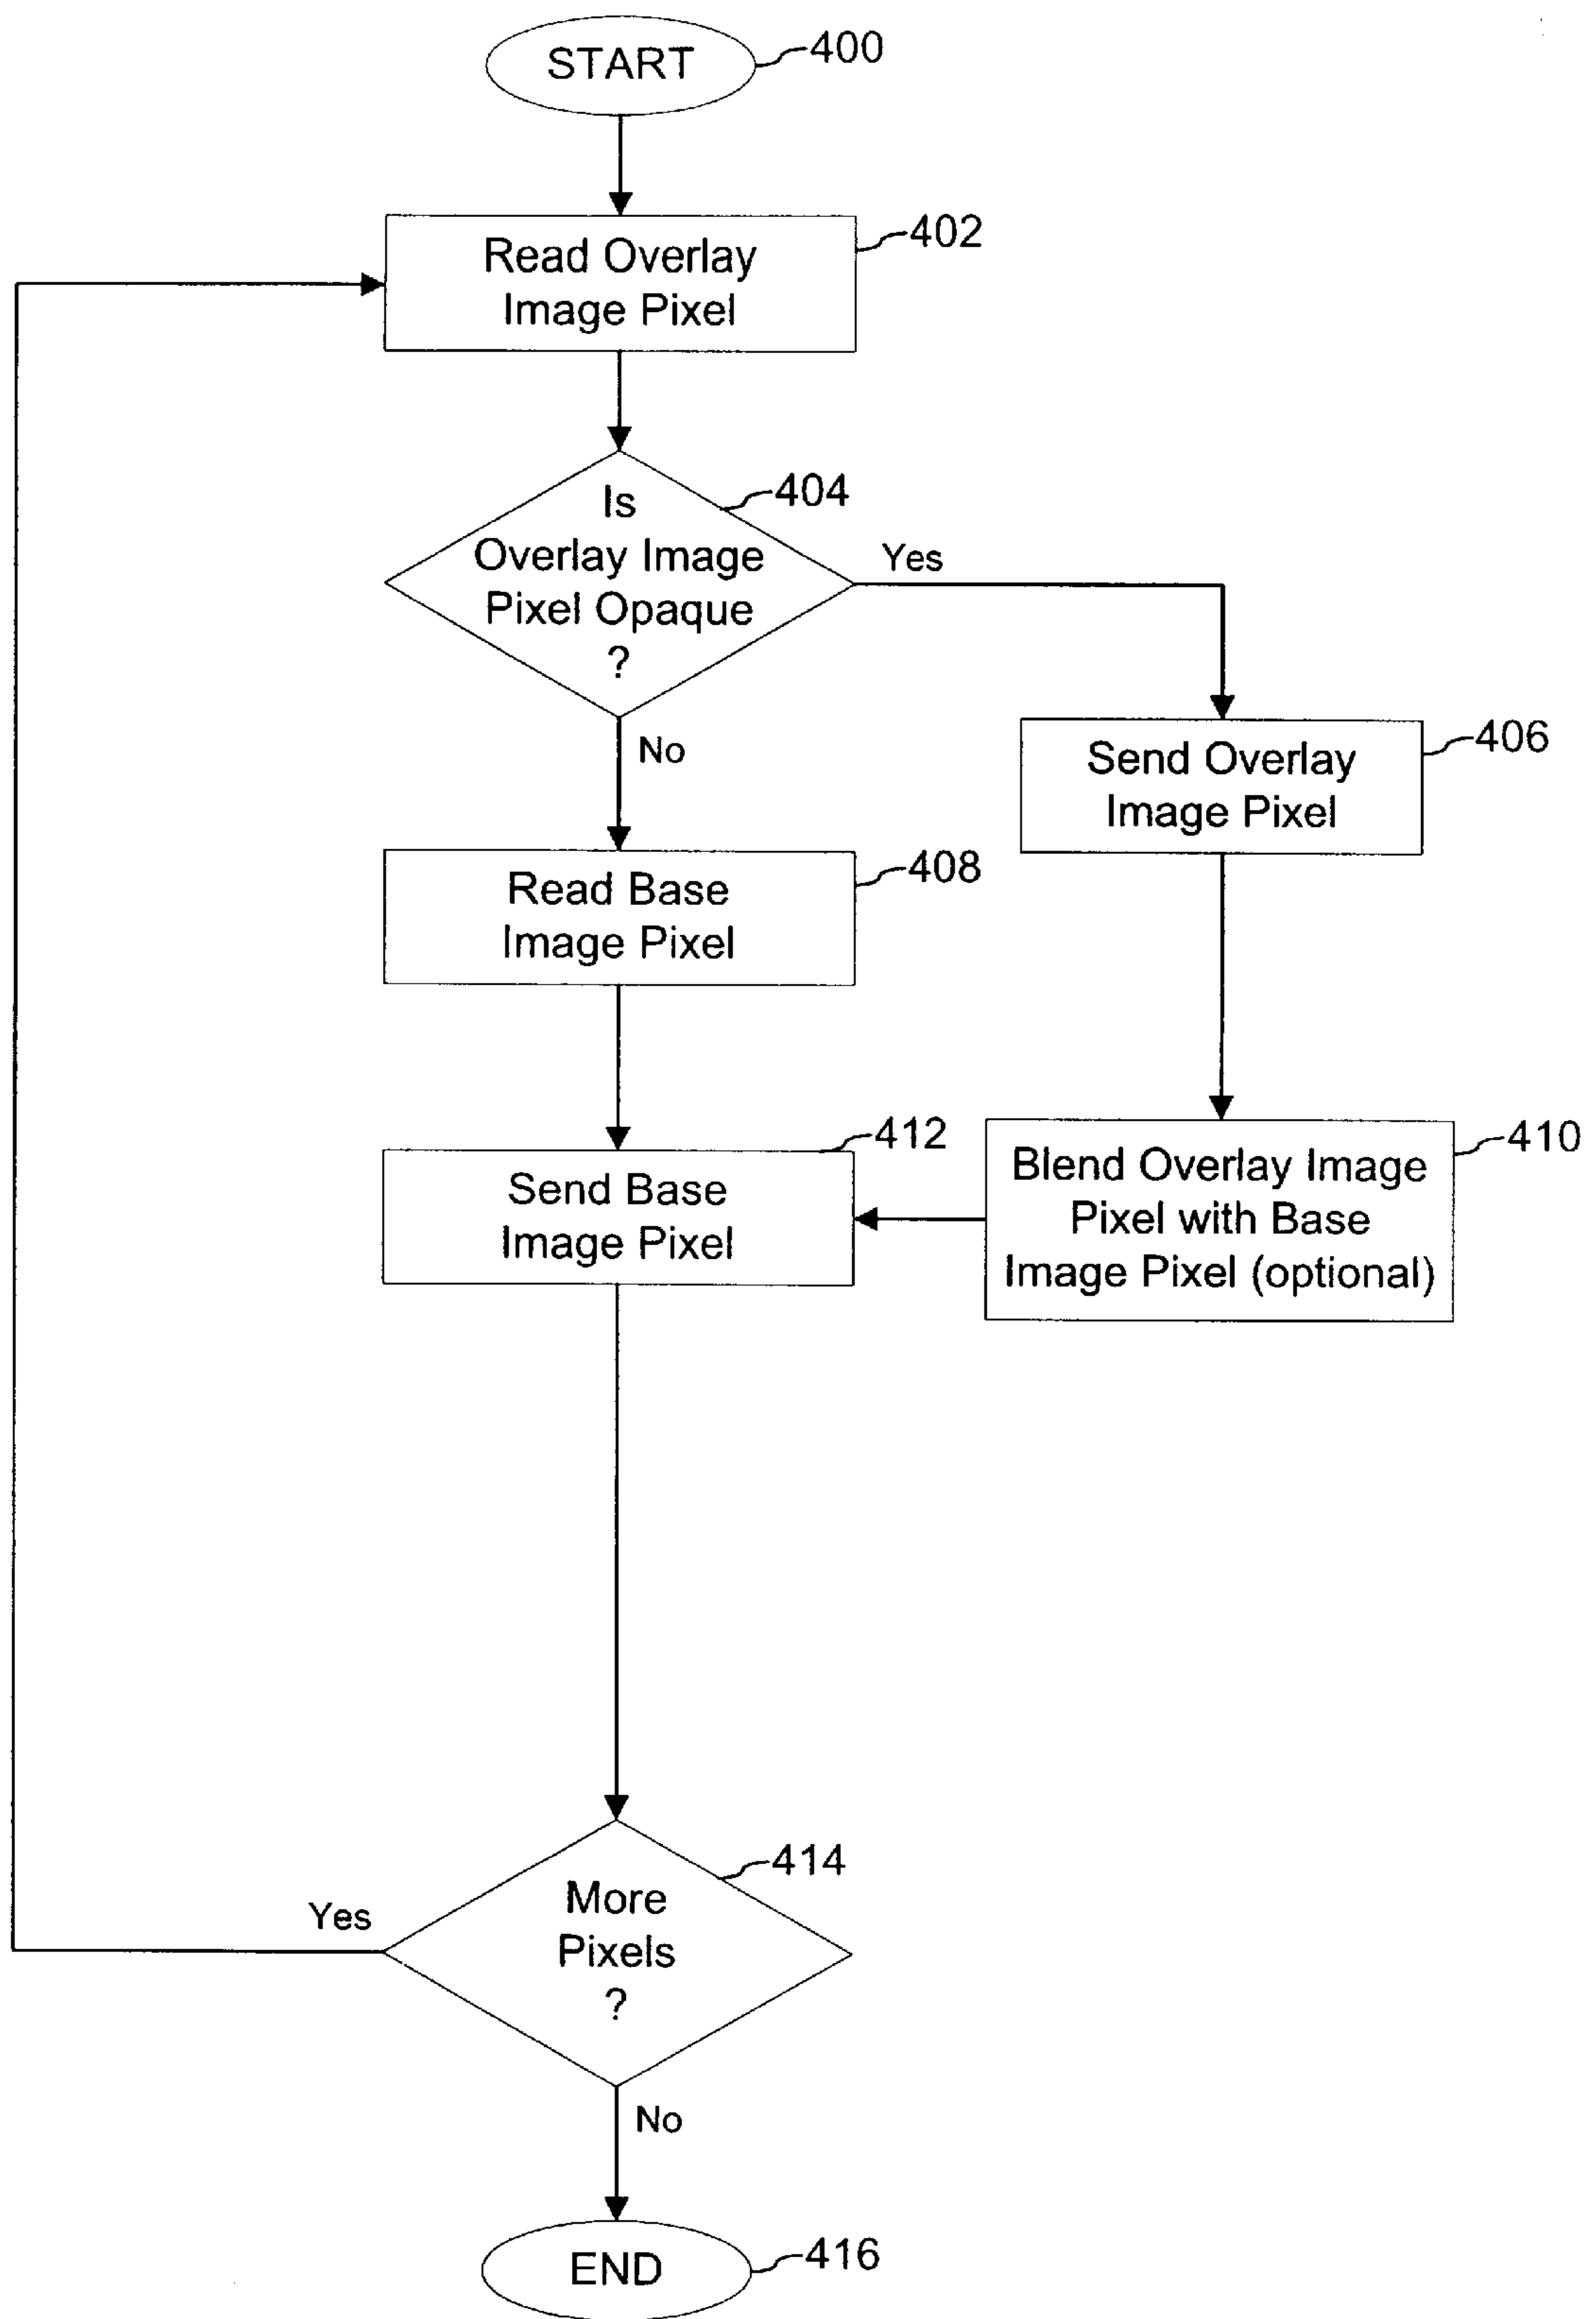 START
400
Read Overlay
Image Pixel
402
Is
Overlay Image
Pixel Opaque
?
404
Yes
No
Send Overlay
Image Pixel
406
Read Base
Image Pixel
408
Send Base
Image Pixel
412
Blend Overlay Image
Pixel with Base
Image Pixel (optional)
410
More
Pixels
?
414
Yes
No
END
416